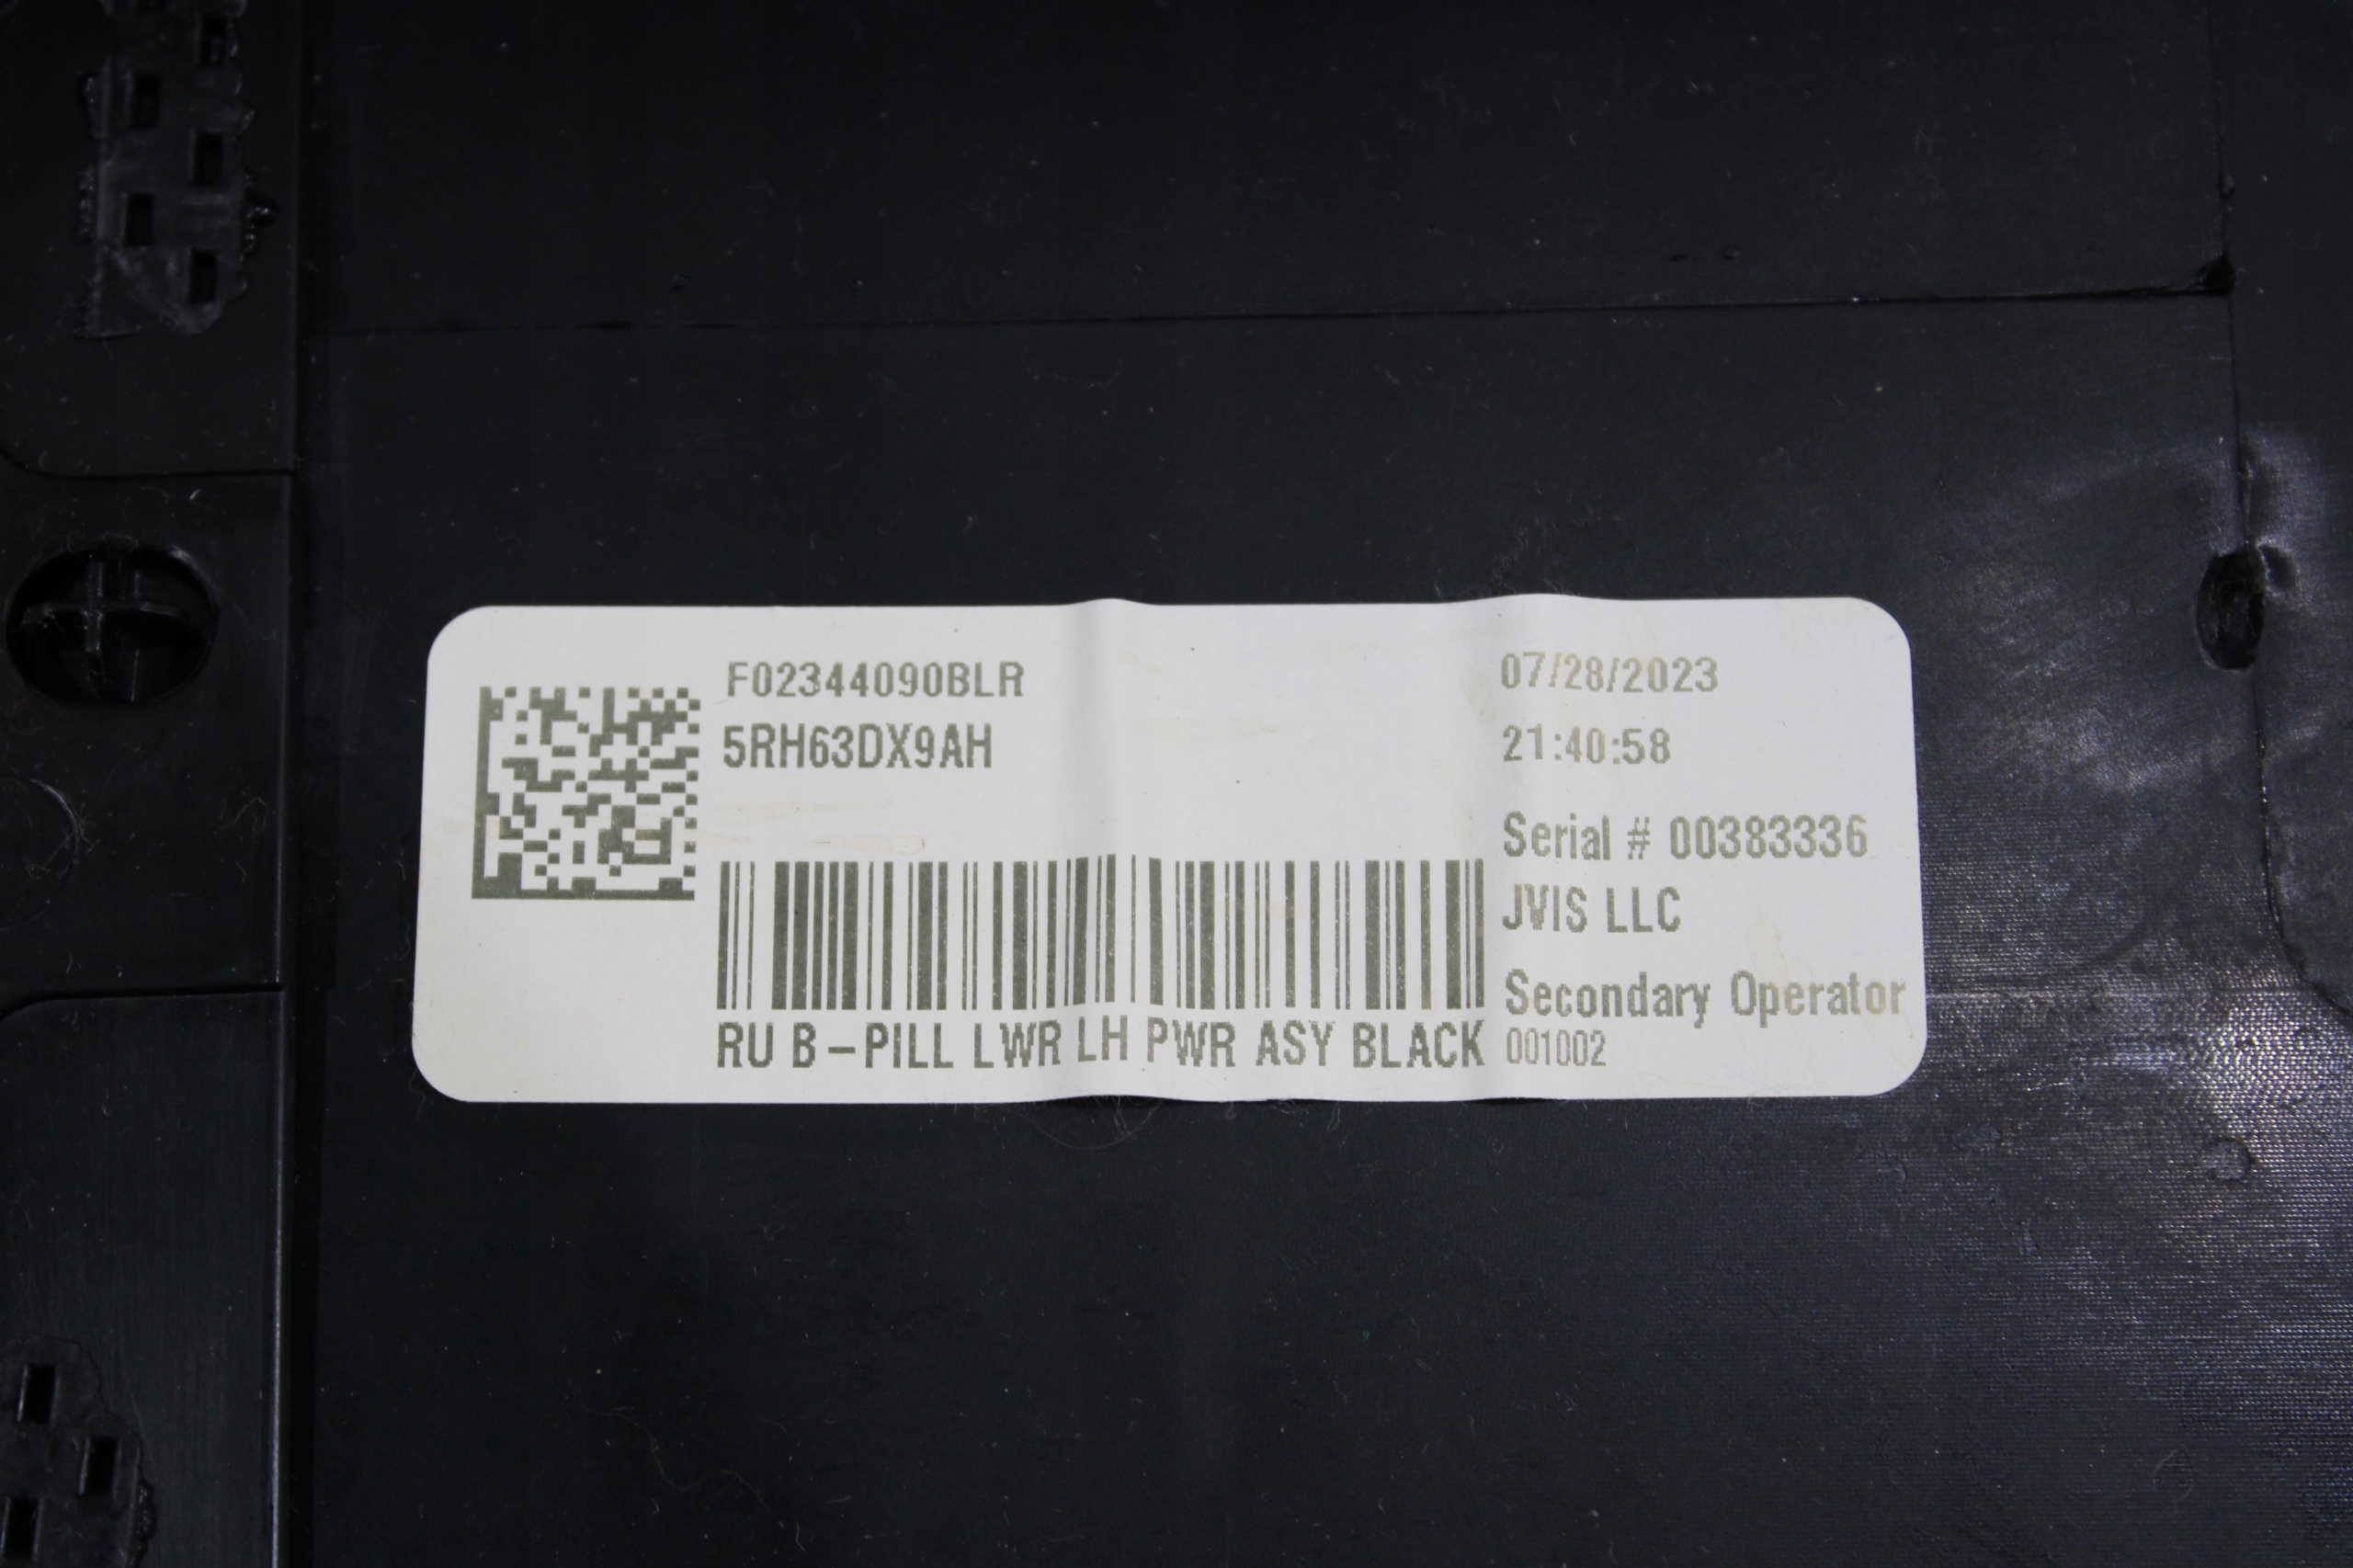 F02344090BLR
5RH63DX9AH
RU B-PILL LWR LH PWR ASY BLACK
07/28/2023
21:40:58
Serial # 00383336
JVIS LLC
Secondary Operator
001002